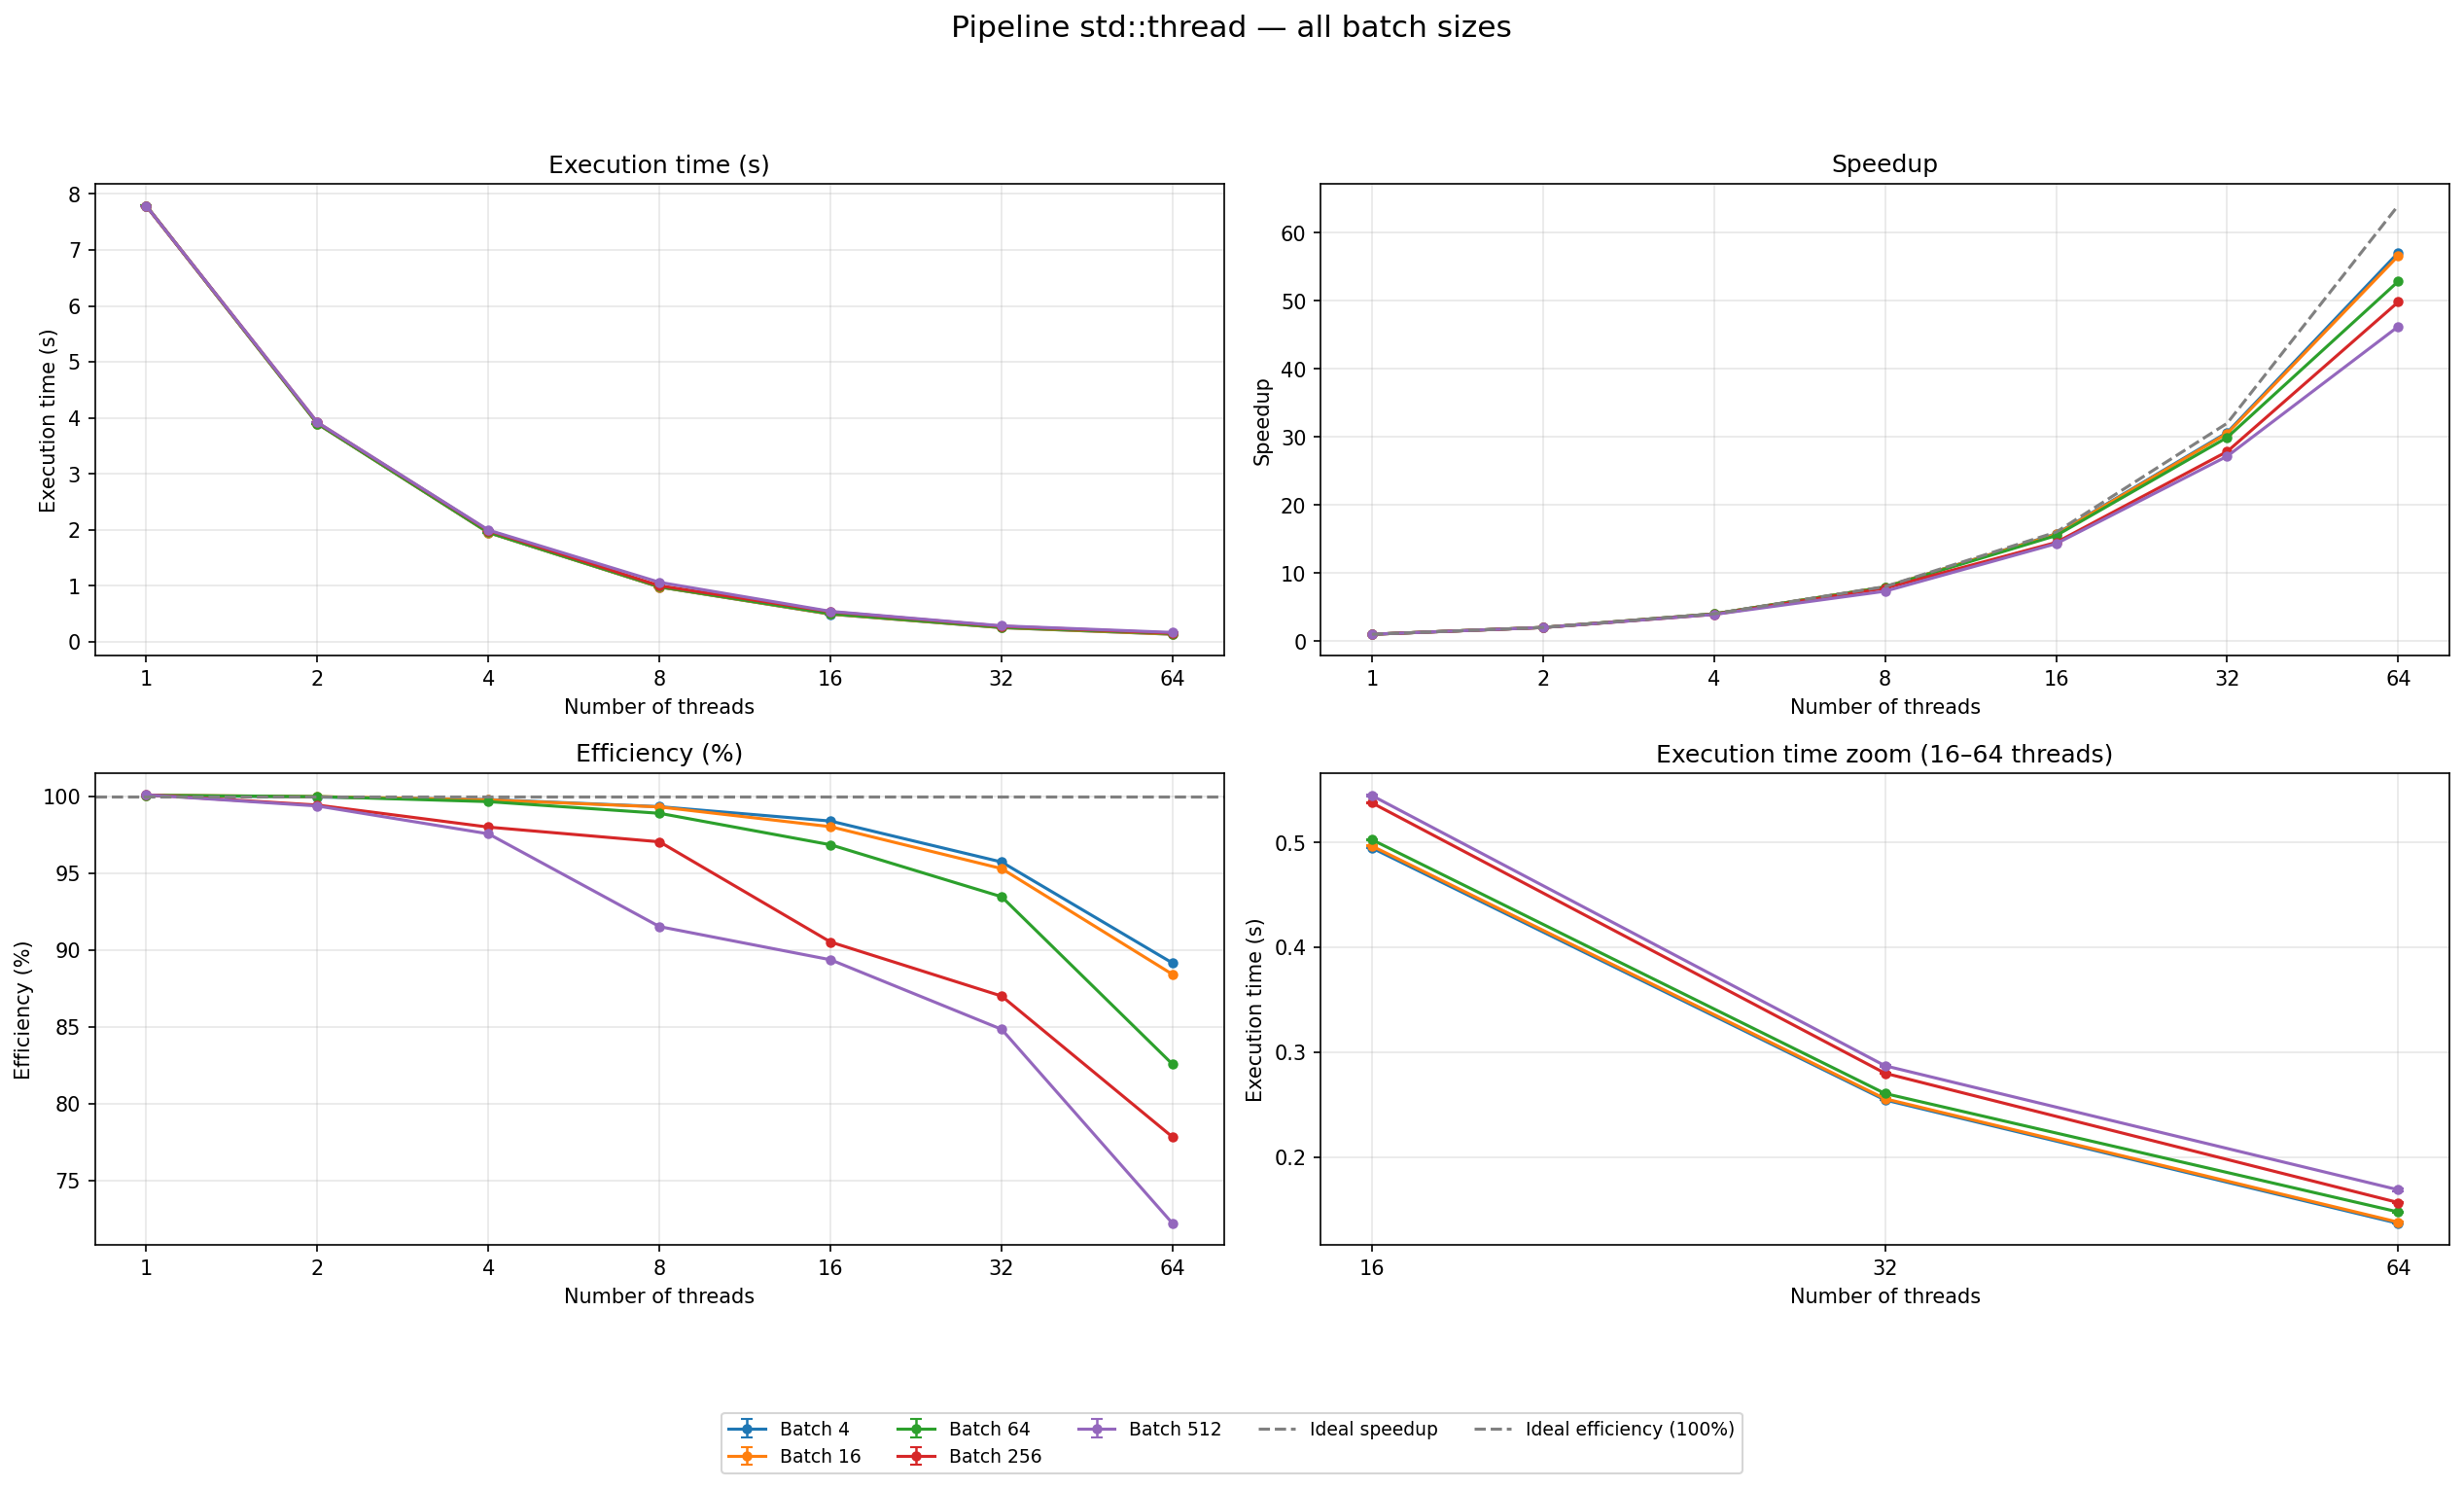 Pipeline std::thread — all batch sizes
Execution time (s)
Execution time (s)
8
7
6
5
4
3
2
1
0
1 2 4 8 16 32 64
Number of threads
Speedup
Speedup
60
50
40
30
20
10
0
1 2 4 8 16 32 64
Number of threads
Efficiency (%)
Efficiency (%)
100
95
90
85
80
75
1 2 4 8 16 32 64
Number of threads
Execution time zoom (16–64 threads)
Execution time (s)
0.5
0.4
0.3
0.2
16 32 64
Number of threads
Batch 4 Batch 64 Batch 512 Ideal speedup Ideal efficiency (100%)
Batch 16 Batch 256